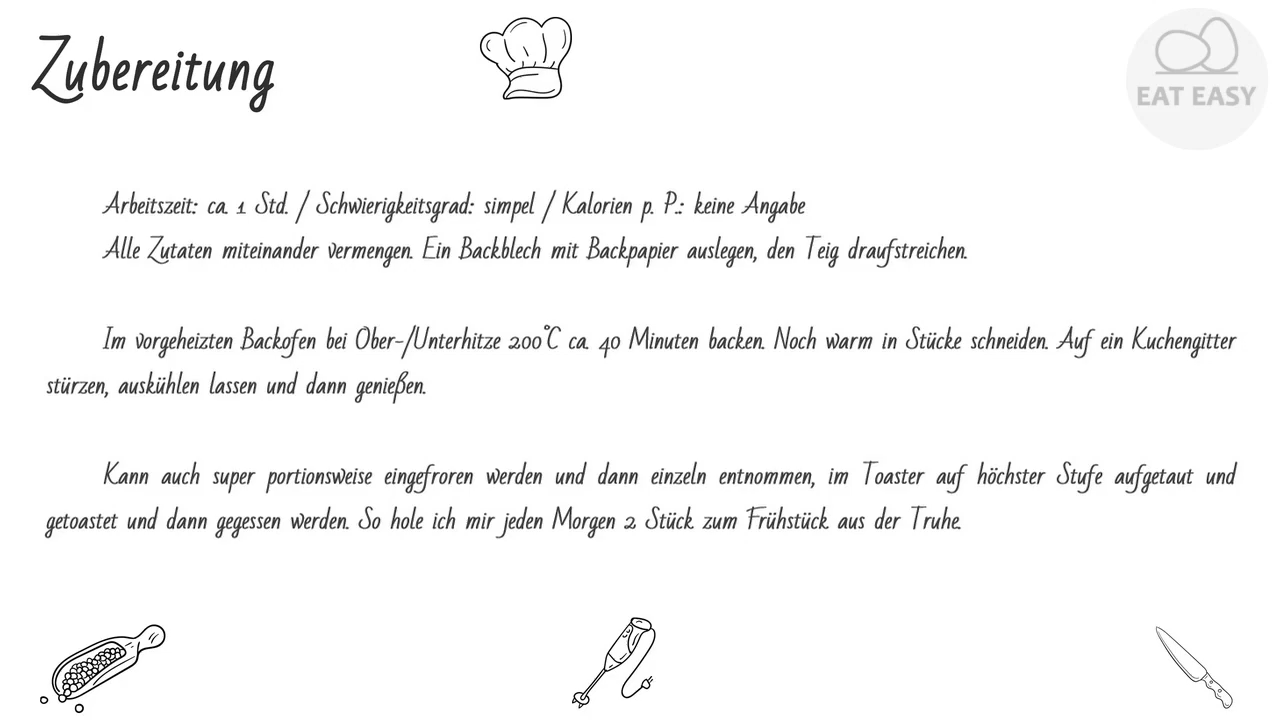 Zubereitung
EAT EASY
Arbeitszeit: ca. 1 Std. / Schwierigkeitsgrad: simpel / Kalorien p. P.: keine Angabe
Alle Zutaten miteinander vermengen. Ein Backblech mit Backpapier auslegen, den Teig draufstreichen.
Im vorgeheizten Backofen bei Ober-/Unterhitze 200°C ca. 40 Minuten backen. Noch warm in Stücke schneiden. Auf ein Kuchengitter
stürzen, auskühlen lassen und dann genießen.
Kann auch super portionsweise eingefroren werden und dann einzeln entnommen, im Toaster auf höchster Stufe aufgetaut und
getoastet und dann gegessen werden. So hole ich mir jeden Morgen 2 Stück zum Frühstück aus der Truhe.